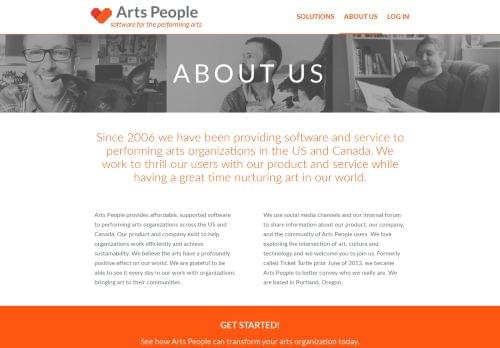 Arts People
software for the performing arts
SOLUTIONS ABOUT US LOG IN
ABOUT US
Since 2006 we have been providing software and service to
performing arts organizations in the US and Canada. We
work to thrill our users with our product and service while
having a great time nurturing art in our world.
Arts People provides affordable, supported software
to performing arts organizations across the US and
Canada. Our product and company exist to help
organizations work efficiently and achieve
sustainability. We believe the arts have a profoundly
positive effect on our world. We are grateful to be
able to see it every day in our work with organizations
bringing art to their communities.
We use social media channels and our internal forum
to share information about our product, our company,
and the community of Arts People users. We love
exploring the intersection of art, culture and
technology and we welcome you to join us. Formerly
called Ticket Turtle prior June of 2013, we became
Arts People to better convey who we really are. We
are based in Portland, Oregon.
GET STARTED!
See how Arts People can transform your arts organization today.